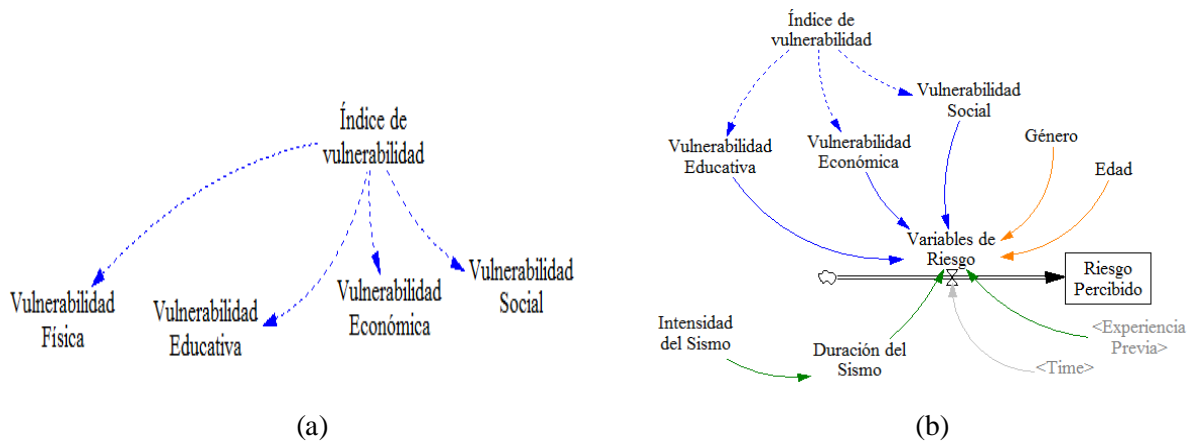 Índice de
vulnerabilidad
Vulnerabilidad
Física
Vulnerabilidad
Educativa
Vulnerabilidad
Económica
Vulnerabilidad
Social
(a)
Índice de
vulnerabilidad
Vulnerabilidad
Social
Vulnerabilidad
Educativa
Vulnerabilidad
Económica
Género
Edad
Variables de
Riesgo
Riesgo
Percibido
Intensidad
del Sismo
Duración del
Sismo
<Experiencia
Previa>
<Time>
(b)